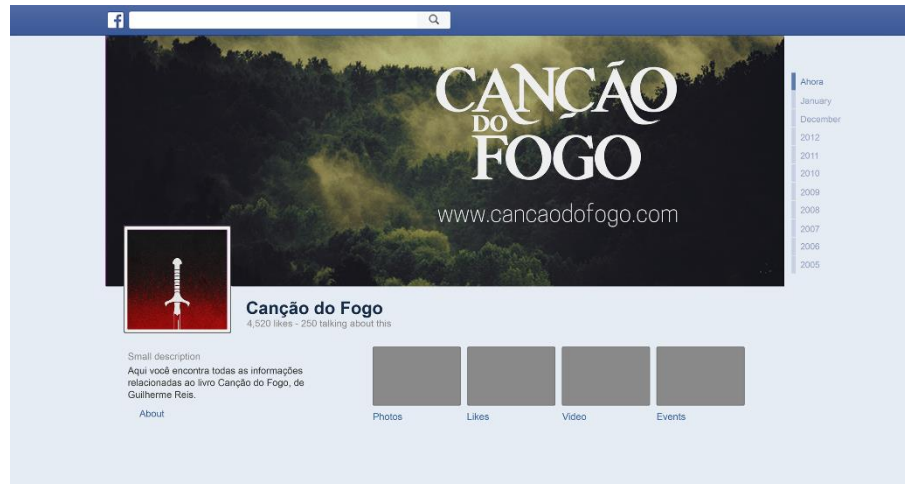 f
CANÇÃO
DO
FOGO
www.cancaodofogo.com
Ahora
January
December
2012
2011
2010
2009
2008
2007
2006
2005
Canção do Fogo
4,520 likes - 250 talking about this
Small description
Aqui você encontra todas as informações
relacionadas ao livro Canção do Fogo, de
Guilherme Reis.
About
Photos
Likes
Video
Events